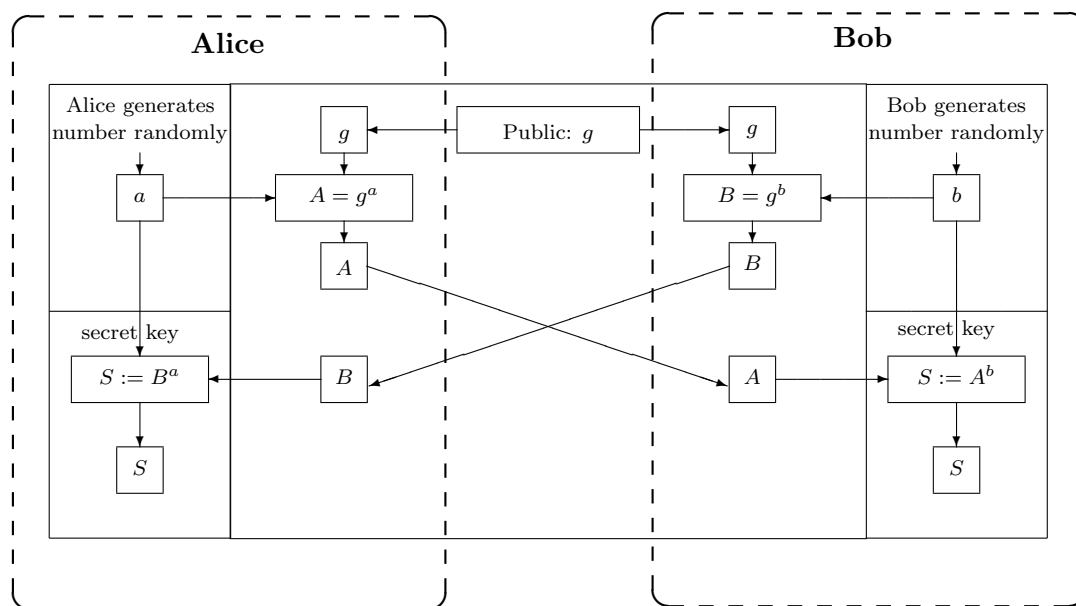 Alice
Bob
Alice generates
number randomly
g
Public: g
g
Bob generates
number randomly
a
A = g^a
B = g^b
b
A
B
secret key
secret key
S := B^a
B
A
S := A^b
S
S